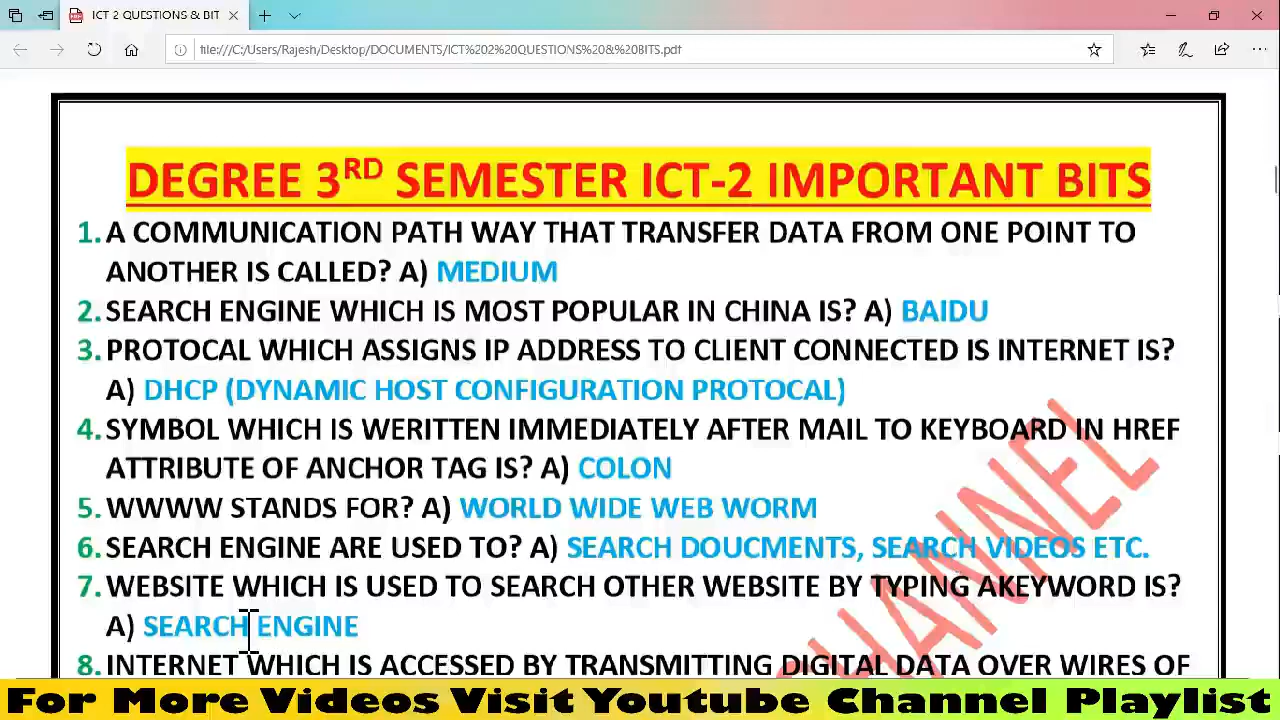 ICT 2 QUESTIONS & BIT
file:///C:/Users/Rajesh/Desktop/DOCUMENTS/ICT%202%20QUESTIONS%20&%20BITS.pdf
DEGREE 3RD SEMESTER ICT-2 IMPORTANT BITS
1. A COMMUNICATION PATH WAY THAT TRANSFER DATA FROM ONE POINT TO
ANOTHER IS CALLED? A) MEDIUM
2. SEARCH ENGINE WHICH IS MOST POPULAR IN CHINA IS? A) BAIDU
3. PROTOCAL WHICH ASSIGNS IP ADDRESS TO CLIENT CONNECTED IS INTERNET IS?
A) DHCP (DYNAMIC HOST CONFIGURATION PROTOCAL)
4. SYMBOL WHICH IS WERITTEN IMMEDIATELY AFTER MAIL TO KEYBOARD IN HREF
ATTRIBUTE OF ANCHOR TAG IS? A) COLON
5. WWWW STANDS FOR? A) WORLD WIDE WEB WORM
6. SEARCH ENGINE ARE USED TO? A) SEARCH DOUCMENTS, SEARCH VIDEOS ETC.
7. WEBSITE WHICH IS USED TO SEARCH OTHER WEBSITE BY TYPING AKEYWORD IS?
A) SEARCH ENGINE
8. INTERNET WHICH IS ACCESSED BY TRANSMITTING DIGITAL DATA OVER WIRES OF
CHANNEL
For More Videos Visit Youtube Channel Playlist